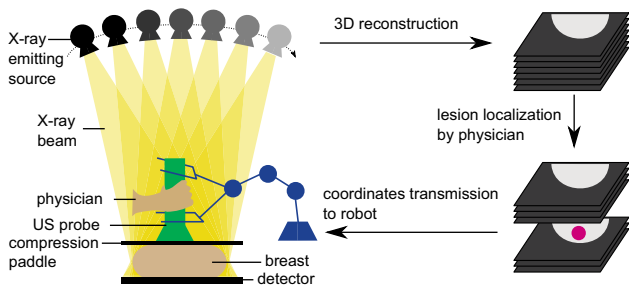 X-ray
emitting
source
3D reconstruction
lesion localization
by physician
X-ray
beam
physician
US probe
compression
paddle
coordinates transmission
to robot
breast
detector